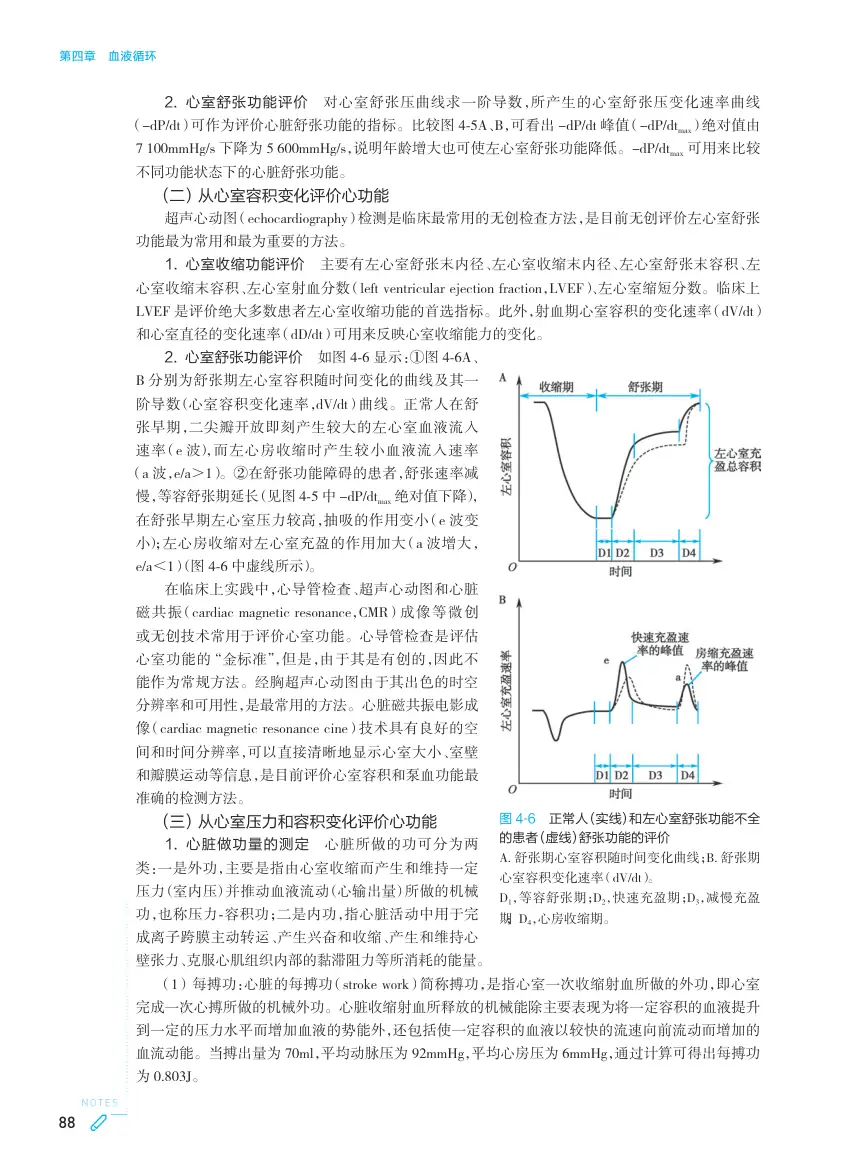 第四章 血液循环
2. 心室舒张功能评价 对心室舒张压曲线求一阶导数,所产生的心室舒张压变化速率曲线
(-dP/dt)可作为评价心脏舒张功能的指标。比较图 4-5A、B,可看出 -dP/dt 峰值(-dP/dtmax)绝对值由
7 100mmHg/s 下降为 5 600mmHg/s,说明年龄增大也可使左心室舒张功能降低。-dP/dtmax 可用来比较
不同功能状态下的心脏舒张功能。
(二)从心室容积变化评价心功能
超声心动图(echocardiography)检测是临床最常用的无创检查方法,是目前无创评价左心室舒张
功能最为常用和最为重要的方法。
1. 心室收缩功能评价 主要有左心室舒张末内径、左心室收缩末内径、左心室舒张末容积、左
心室收缩末容积、左心室射血分数(left ventricular ejection fraction,LVEF)、左心室缩短分数。临床上
LVEF 是评价绝大多数患者左心室收缩功能的首选指标。此外,射血期心室容积的变化速率(dV/dt)
和心室直径的变化速率(dD/dt)可用来反映心室收缩能力的变化。
2. 心室舒张功能评价 如图 4-6 显示:①图 4-6A、
B 分别为舒张期左心室容积随时间变化的曲线及其一
阶导数(心室容积变化速率,dV/dt)曲线。正常人在舒
张早期,二尖瓣开放即刻产生较大的左心室血液流入
速率(e 波),而左心房收缩时产生较小血液流入速率
(a 波,e/a>1)。②在舒张功能障碍的患者,舒张速率减
慢,等容舒张期延长(见图 4-5 中 -dP/dtmax 绝对值下降),
在舒张早期左心室压力较高,抽吸的作用变小(e 波变
小);左心房收缩对左心室充盈的作用加大(a 波增大,
e/a<1)(图 4-6 中虚线所示)。
在临床上实践中,心导管检查、超声心动图和心脏
磁共振(cardiac magnetic resonance,CMR)成像等微创
或无创技术常用于评价心室功能。心导管检查是评估
心室功能的“金标准”,但是,由于其是有创的,因此不
能作为常规方法。经胸超声心动图由于其出色的时空
分辨率和可用性,是最常用的方法。心脏磁共振电影成
像(cardiac magnetic resonance cine)技术具有良好的空
间和时间分辨率,可以直接清晰地显示心室大小、室壁
和瓣膜运动等信息,是目前评价心室容积和泵血功能最
准确的检测方法。
(三)从心室压力和容积变化评价心功能
1. 心脏做功量的测定 心脏所做的功可分为两
类:一是外功,主要是指由心室收缩而产生和维持一定
压力(室内压)并推动血液流动(心输出量)所做的机械
功,也称压力-容积功;二是内功,指心脏活动中用于完
成离子跨膜主动转运、产生兴奋和收缩、产生和维持心
壁张力、克服心肌组织内部的黏滞阻力等所消耗的能量。
A
收缩期 舒张期
左心室容积
左心室充
盈总容积
D1 D2 D3 D4
O
时间
B
快速充盈速
率的峰值
房缩充盈速
率的峰值
e
a
左心室充盈速率
D1 D2 D3 D4
O
时间
图 4-6 正常人(实线)和左心室舒张功能不全
的患者(虚线)舒张功能的评价
A. 舒张期心室容积随时间变化曲线;B. 舒张期
心室容积变化速率(dV/dt)。
D1,等容舒张期;D2,快速充盈期;D3,减慢充盈
期;D4,心房收缩期。
(1)每搏功:心脏的每搏功(stroke work)简称搏功,是指心室一次收缩射血所做的外功,即心室
完成一次心搏所做的机械外功。心脏收缩射血所释放的机械能除主要表现为将一定容积的血液提升
到一定的压力水平而增加血液的势能外,还包括使一定容积的血液以较快的流速向前流动而增加的
血流动能。当搏出量为 70ml,平均动脉压为 92mmHg,平均心房压为 6mmHg,通过计算可得出每搏功
为 0.803J。
NOTES
88